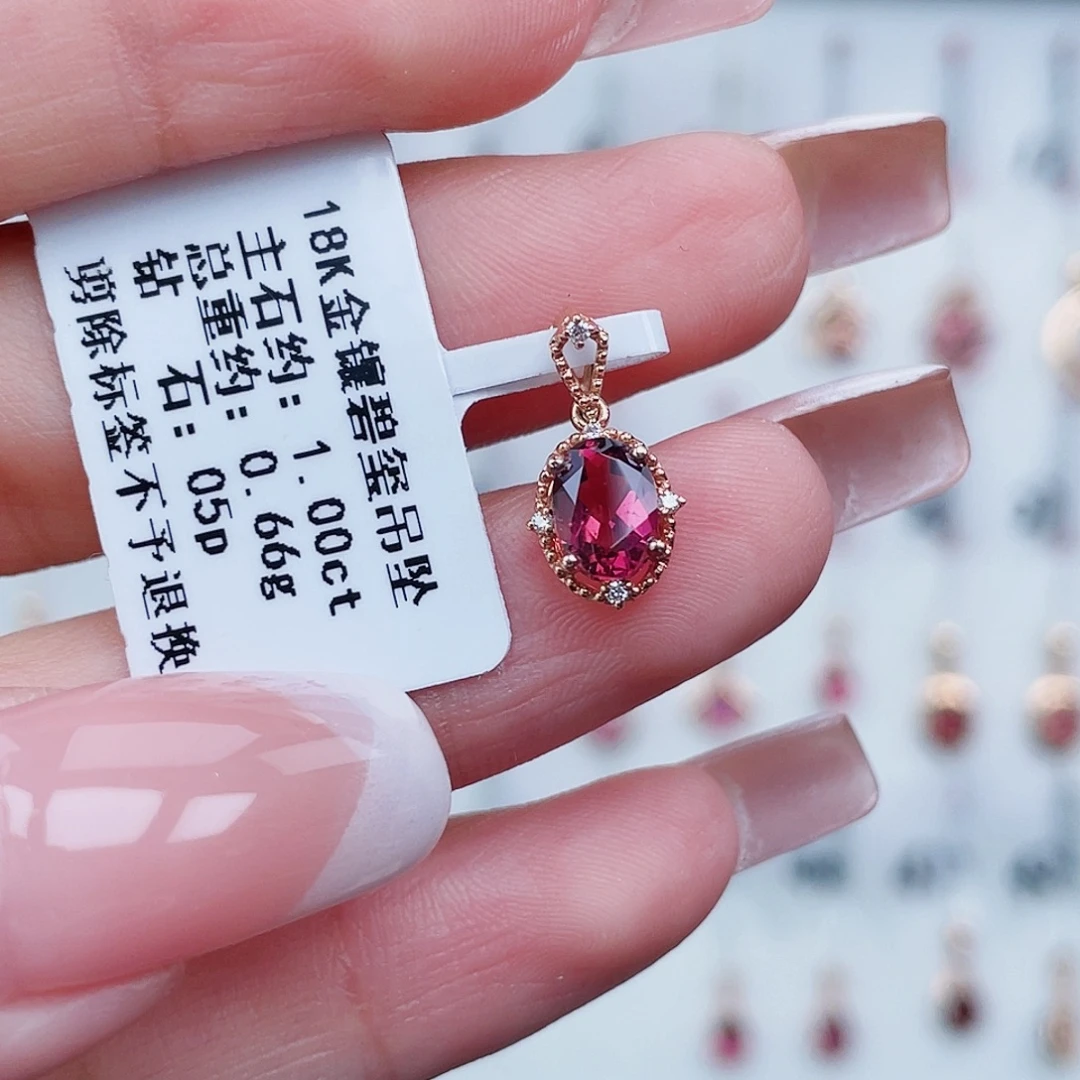 18K金镶碧玺吊坠
主石约: 1.00ct
总重约: 0.66g
钻 石: 05p
剪除标签不予退换